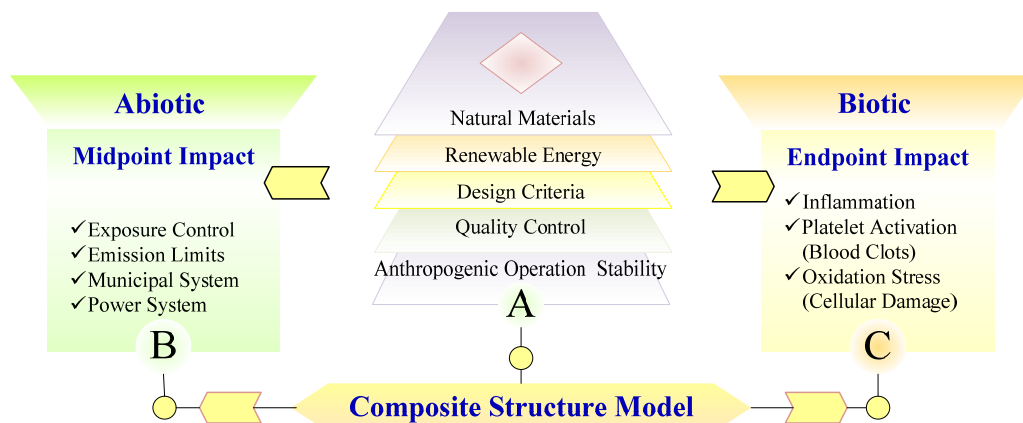 Abiotic
Midpoint Impact
✓Exposure Control
✓Emission Limits
✓Municipal System
✓Power System
B
Natural Materials
Renewable Energy
Design Criteria
Quality Control
Anthropogenic Operation Stability
A
Biotic
Endpoint Impact
✓Inflammation
✓Platelet Activation
(Blood Clots)
✓Oxidation Stress
(Cellular Damage)
C
Composite Structure Model